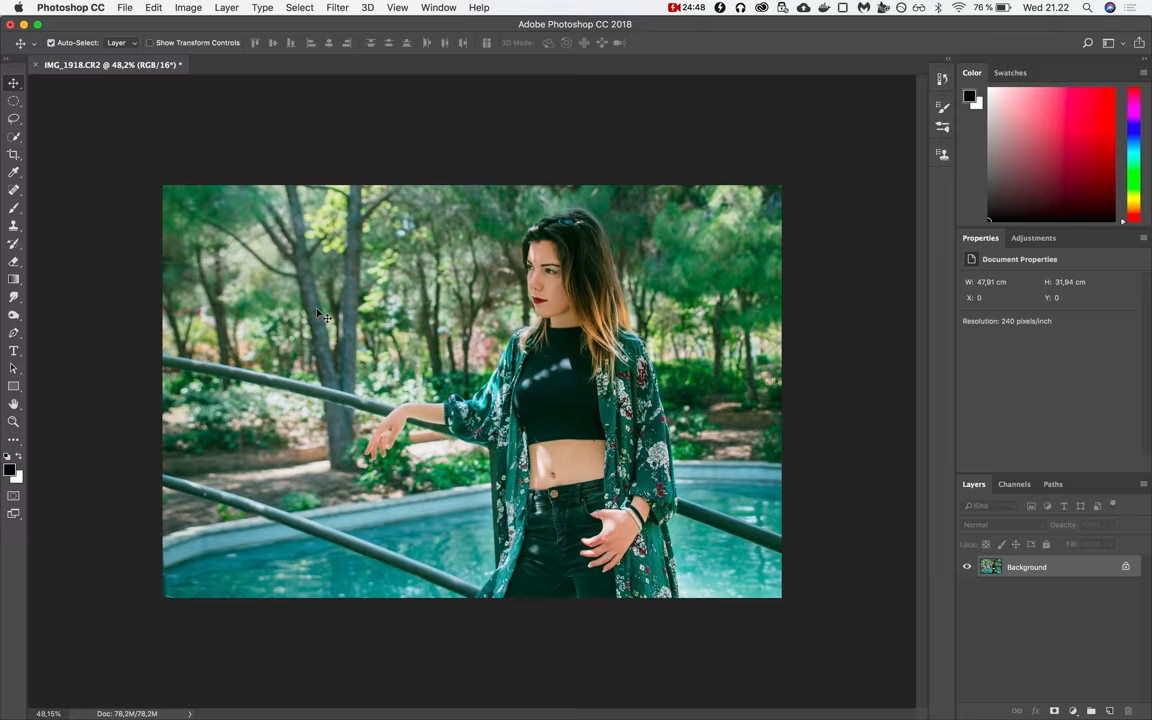 Photoshop CC File Edit Image Layer Type Select Filter 3D View Window Help 24:48 76 % Wed 21.22
Adobe Photoshop CC 2018
Auto-Select: Layer Show Transform Controls 3D Mode:
IMG_1918.CR2 @ 48,2% (RGB/16*) *
Color Swatches
Properties Adjustments
Document Properties
W: 47,91 cm H: 31,94 cm
X: 0 Y: 0
Resolution: 240 pixels/inch
Layers Channels Paths
Kind
Normal Opacity:
Lock: Fill:
Background
48,15% Doc: 78,2M/78,2M